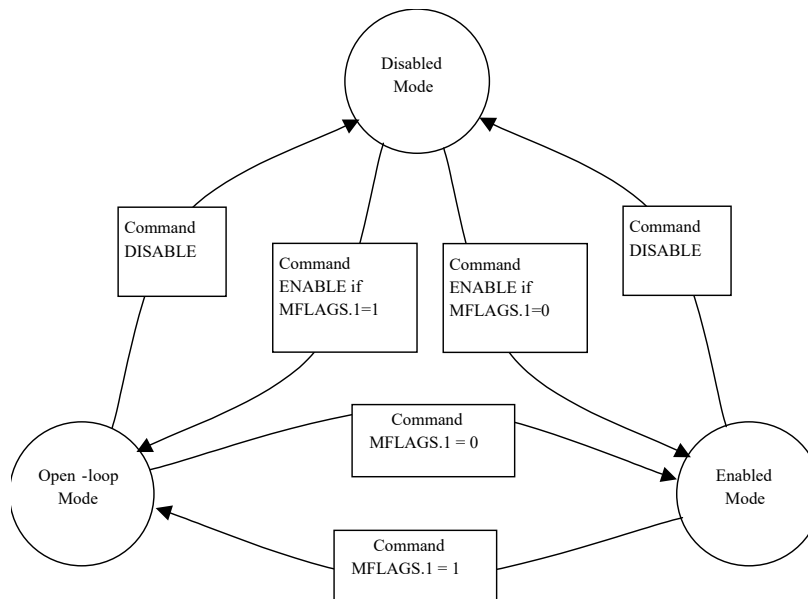 Disabled
Mode
Command
DISABLE
Command
ENABLE if
MFLAGS.1=1
Command
ENABLE if
MFLAGS.1=0
Command
DISABLE
Command
MFLAGS.1 = 0
Open -loop
Mode
Enabled
Mode
Command
MFLAGS.1 = 1